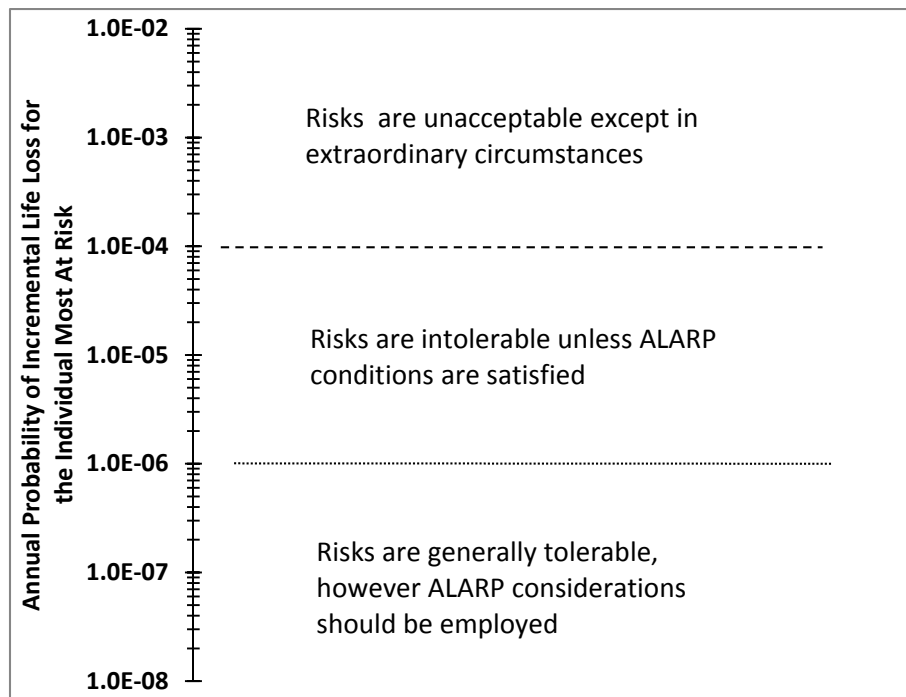 Annual Probability of Incremental Life Loss for
the Individual Most At Risk
1.0E-02
1.0E-03
1.0E-04
1.0E-05
1.0E-06
1.0E-07
1.0E-08
Risks are unacceptable except in
extraordinary circumstances
Risks are intolerable unless ALARP
conditions are satisfied
Risks are generally tolerable,
however ALARP considerations
should be employed